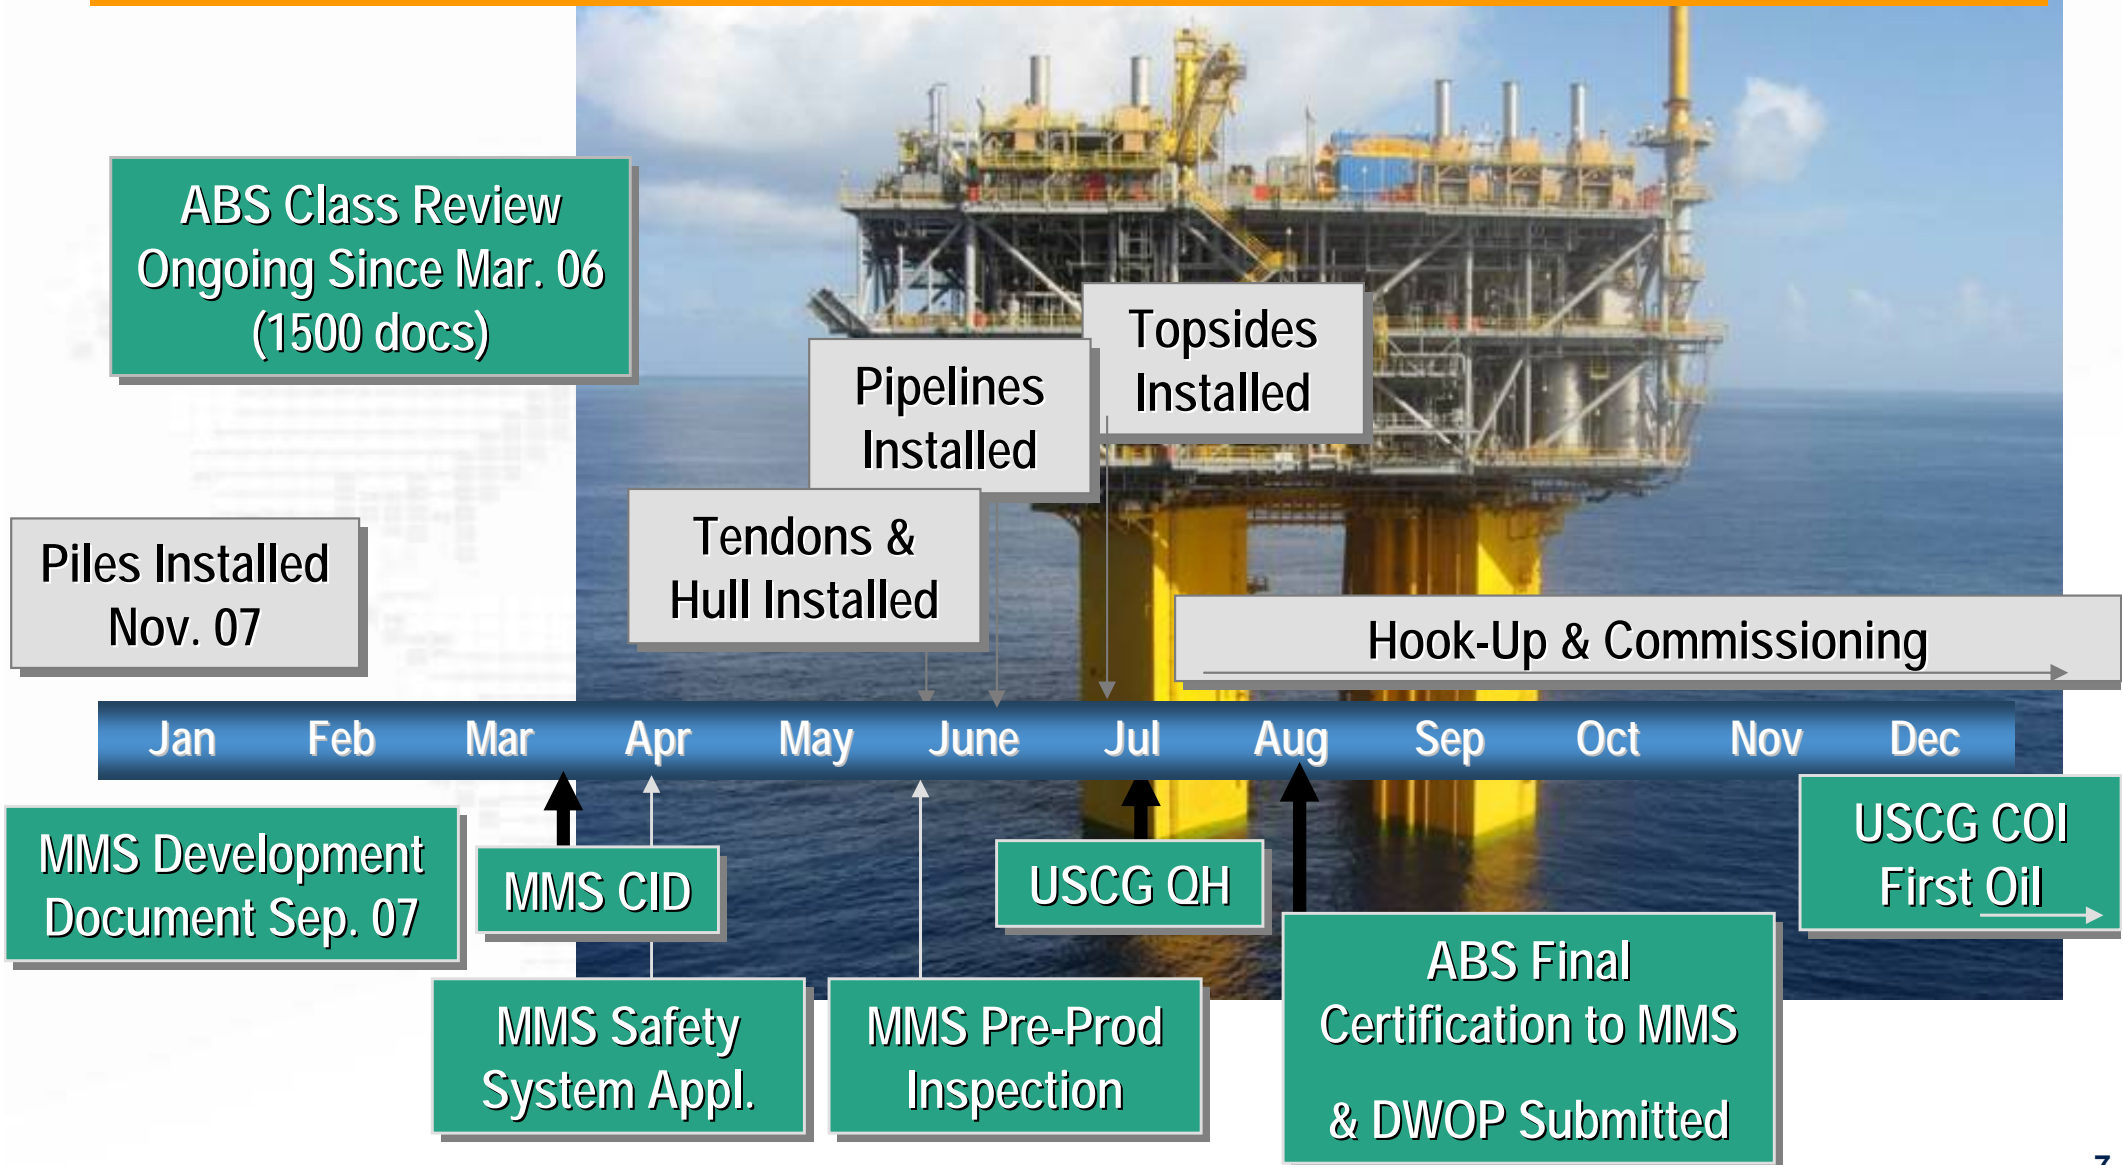 ABS Class Review
Ongoing Since Mar. 06
(1500 docs)
Topsides
Installed
Pipelines
Installed
Tendons &
Hull Installed
Piles Installed
Nov. 07
Hook-Up & Commissioning
Jan Feb Mar Apr May June Jul Aug Sep Oct Nov Dec
MMS Development
Document Sep. 07
MMS CID
USCG QH
USCG COI
First Oil
MMS Safety
System Appl.
MMS Pre-Prod
Inspection
ABS Final
Certification to MMS
& DWOP Submitted